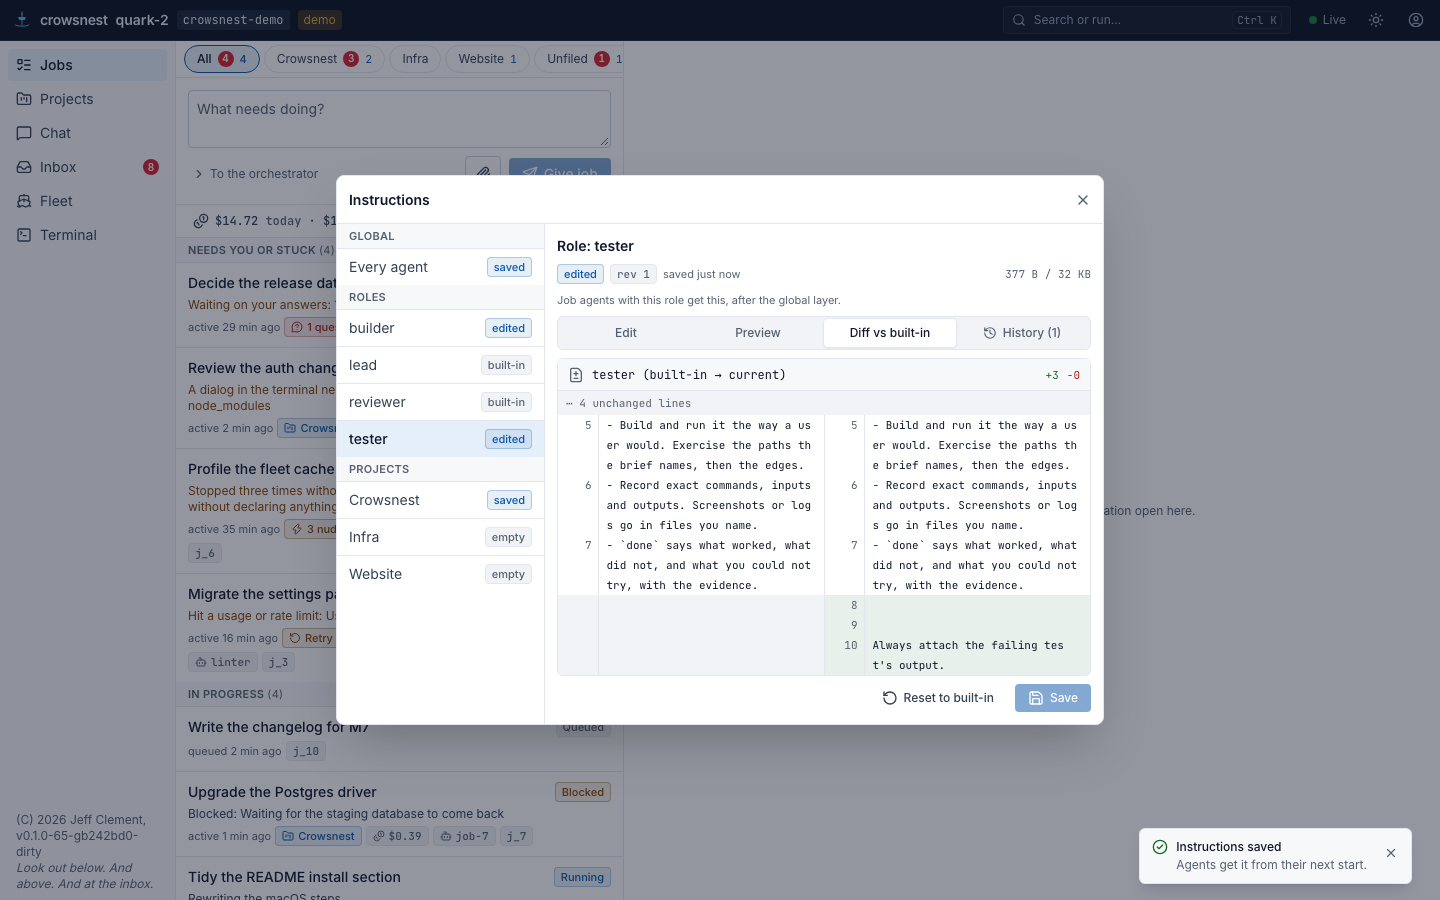 crowsnest quark-2 crowsnest-demo demo
Search or run... Ctrl K
Live
Jobs
Projects
Chat
Inbox 8
Fleet
Terminal
(C) 2026 Jeff Clement,
v0.1.0-65-gb242bd0-
dirty
Look out below. And
above. And at the inbox.
All 4 4 Crowsnest 3 2 Infra Website 1 Unfiled 1 1
What needs doing?
To the orchestrator
Give job
$14.72 today ·
NEEDS YOU OR STUCK (4)
Decide the release
Waiting on your answers:
active 29 min ago 1
Review the auth
A dialog in the terminal
node_modules
active 2 min ago
Profile the fleet cache
Stopped three times
without declaring
active 35 min ago 3
j_6
Migrate the settings
Hit a usage or rate limit:
active 16 min ago Retry
linter j_3
IN PROGRESS (4)
Write the changelog for M7 Queued
queued 2 min ago j_10
Upgrade the Postgres driver Blocked
Blocked: Waiting for the staging database to come back
active 1 min ago Crowsnest $0.39 job-7 j_7
Tidy the README install section Running
Rewriting the macOS steps
Instructions
GLOBAL
Every agent saved
ROLES
builder edited
lead built-in
reviewer built-in
tester edited
PROJECTS
Crowsnest saved
Infra empty
Website empty
Role: tester
edited rev 1 saved just now 377 B / 32 KB
Job agents with this role get this, after the global layer.
Edit Preview Diff vs built-in History (1)
tester (built-in → current) +3 -0
⋯ 4 unchanged lines
5 - Build and run it the way a us
er would. Exercise the paths th
e brief names, then the edges.
6 - Record exact commands, inputs
and outputs. Screenshots or log
s go in files you name.
7 - `done` says what worked, what
did not, and what you could not
try, with the evidence.
5 - Build and run it the way a us
er would. Exercise the paths th
e brief names, then the edges.
6 - Record exact commands, inputs
and outputs. Screenshots or log
s go in files you name.
7 - `done` says what worked, what
did not, and what you could not
try, with the evidence.
8
9
10 Always attach the failing tes
t's output.
Reset to built-in Save
open here.
Instructions saved
Agents get it from their next start.